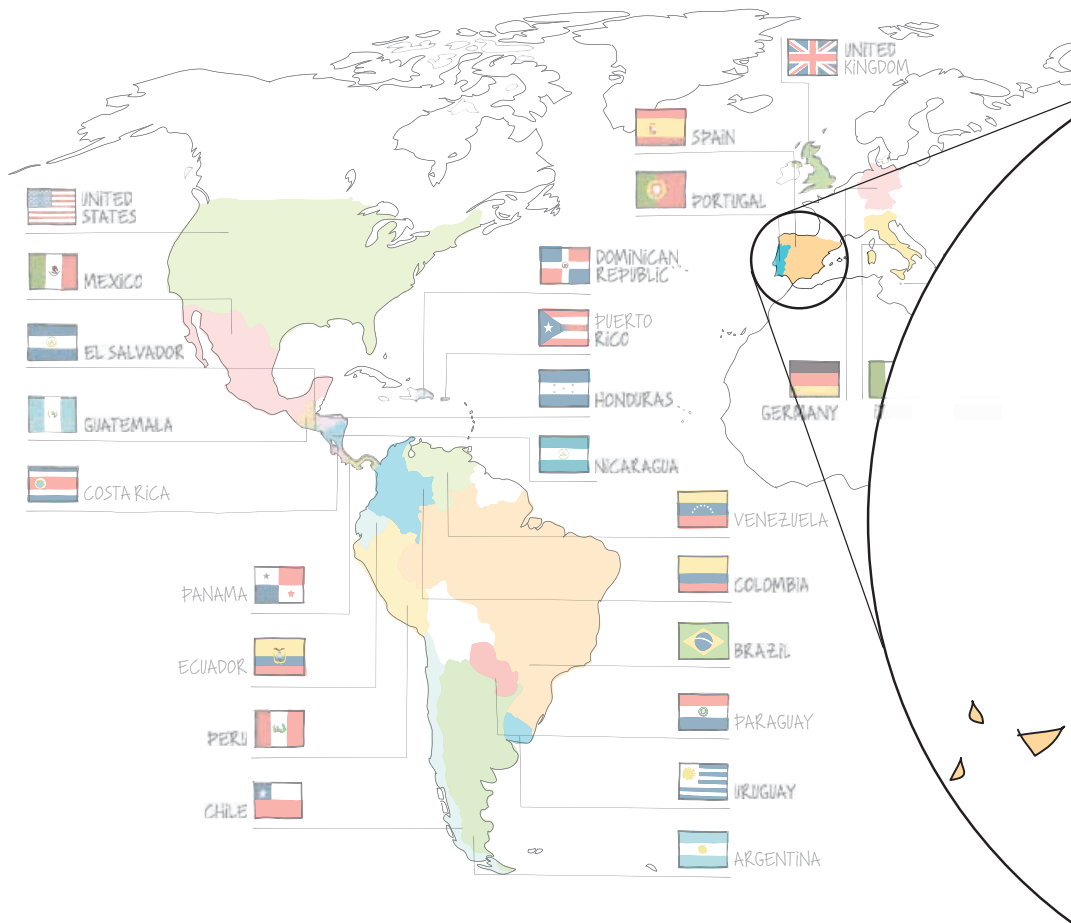 UNITED
KINGDOM
SPAIN
PORTUGAL
UNITED
STATES
MEXICO
EL SALVADOR
GUATEMALA
COSTA RICA
DOMINICAN
REPUBLIC
PUERTO
RICO
HONDURAS
NICARAGUA
GERMANY
VENEZUELA
COLOMBIA
BRAZIL
PARAGUAY
URUGUAY
ARGENTINA
PANAMA
ECUADOR
PERU
CHILE